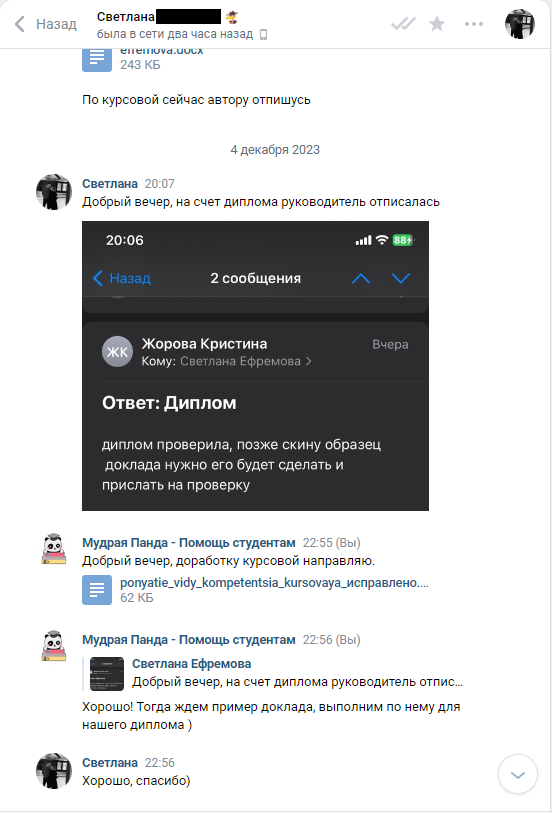 Назад
Светлана
была в сети два часа назад
efremova.docx
243 КБ
По курсовой сейчас автору отпишусь
4 декабря 2023
Светлана 20:07
Добрый вечер, на счет диплома руководитель отписалась
20:06
88
Назад
2 сообщения
ЖК
Жорова Кристина
Вчера
Кому: Светлана Ефремова
Ответ: Диплом
диплом проверила, позже скину образец
доклада нужно его будет сделать и
прислать на проверку
Мудрая Панда - Помощь студентам 22:55 (Вы)
Добрый вечер, доработку курсовой направляю.
ponyatie_vidy_kompetentsia_kursovaya_исправлено....
62 КБ
Мудрая Панда - Помощь студентам 22:56 (Вы)
Светлана Ефремова
Добрый вечер, на счет диплома руководитель отпис...
Хорошо! Тогда ждем пример доклада, выполним по нему для
нашего диплома )
Светлана 22:56
Хорошо, спасибо)